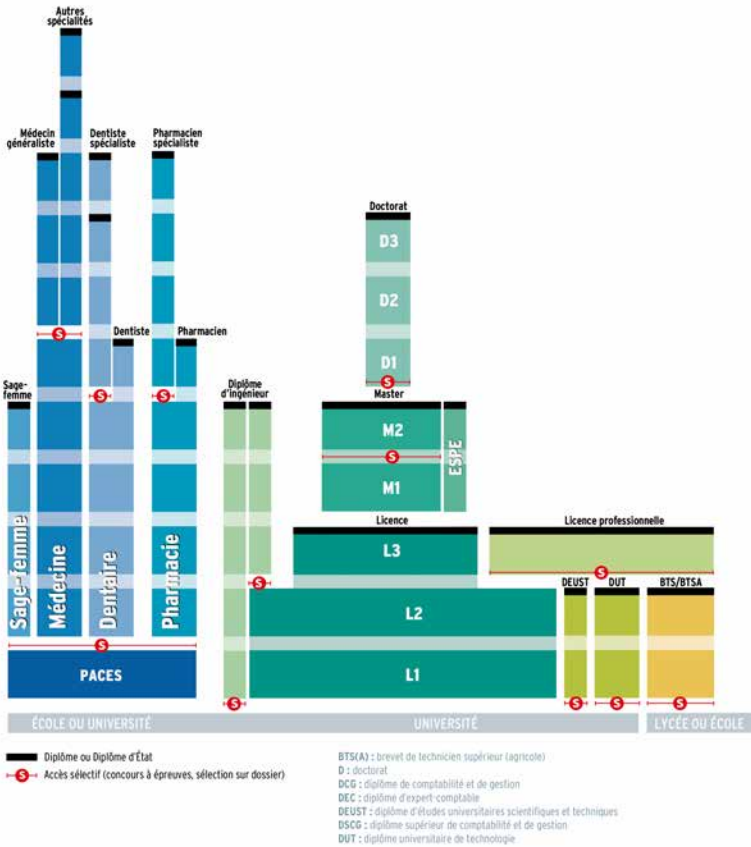 Autres
spécialités
Médecin
généraliste
Dentiste
spécialiste
Pharmacien
spécialiste
Doctorat
D3
D2
D1
S
Dentiste
Pharmacien
S
S
S
Sage-
femme
Diplôme
d'ingénieur
Master
M2
S
M1
ESPE
Sage-femme
Médecine
Dentaire
Pharmacie
Licence
L3
Licence professionnelle
S
S
DEUST
DUT
BTS/BTSA
L2
S
PACES
L1
S
S
S
S
ÉCOLE OU UNIVERSITÉ
UNIVERSITÉ
LYCÉE OU ÉCOLE
Diplôme ou Diplôme d'État
S Accès sélectif (concours à épreuves, sélection sur dossier)
BTS(A) : brevet de technicien supérieur (agricole)
D : doctorat
DCG : diplôme de comptabilité et de gestion
DEC : diplôme d'expert-comptable
DEUST : diplôme d'études universitaires scientifiques et techniques
DSCG : diplôme supérieur de comptabilité et de gestion
DUT : diplôme universitaire de technologie